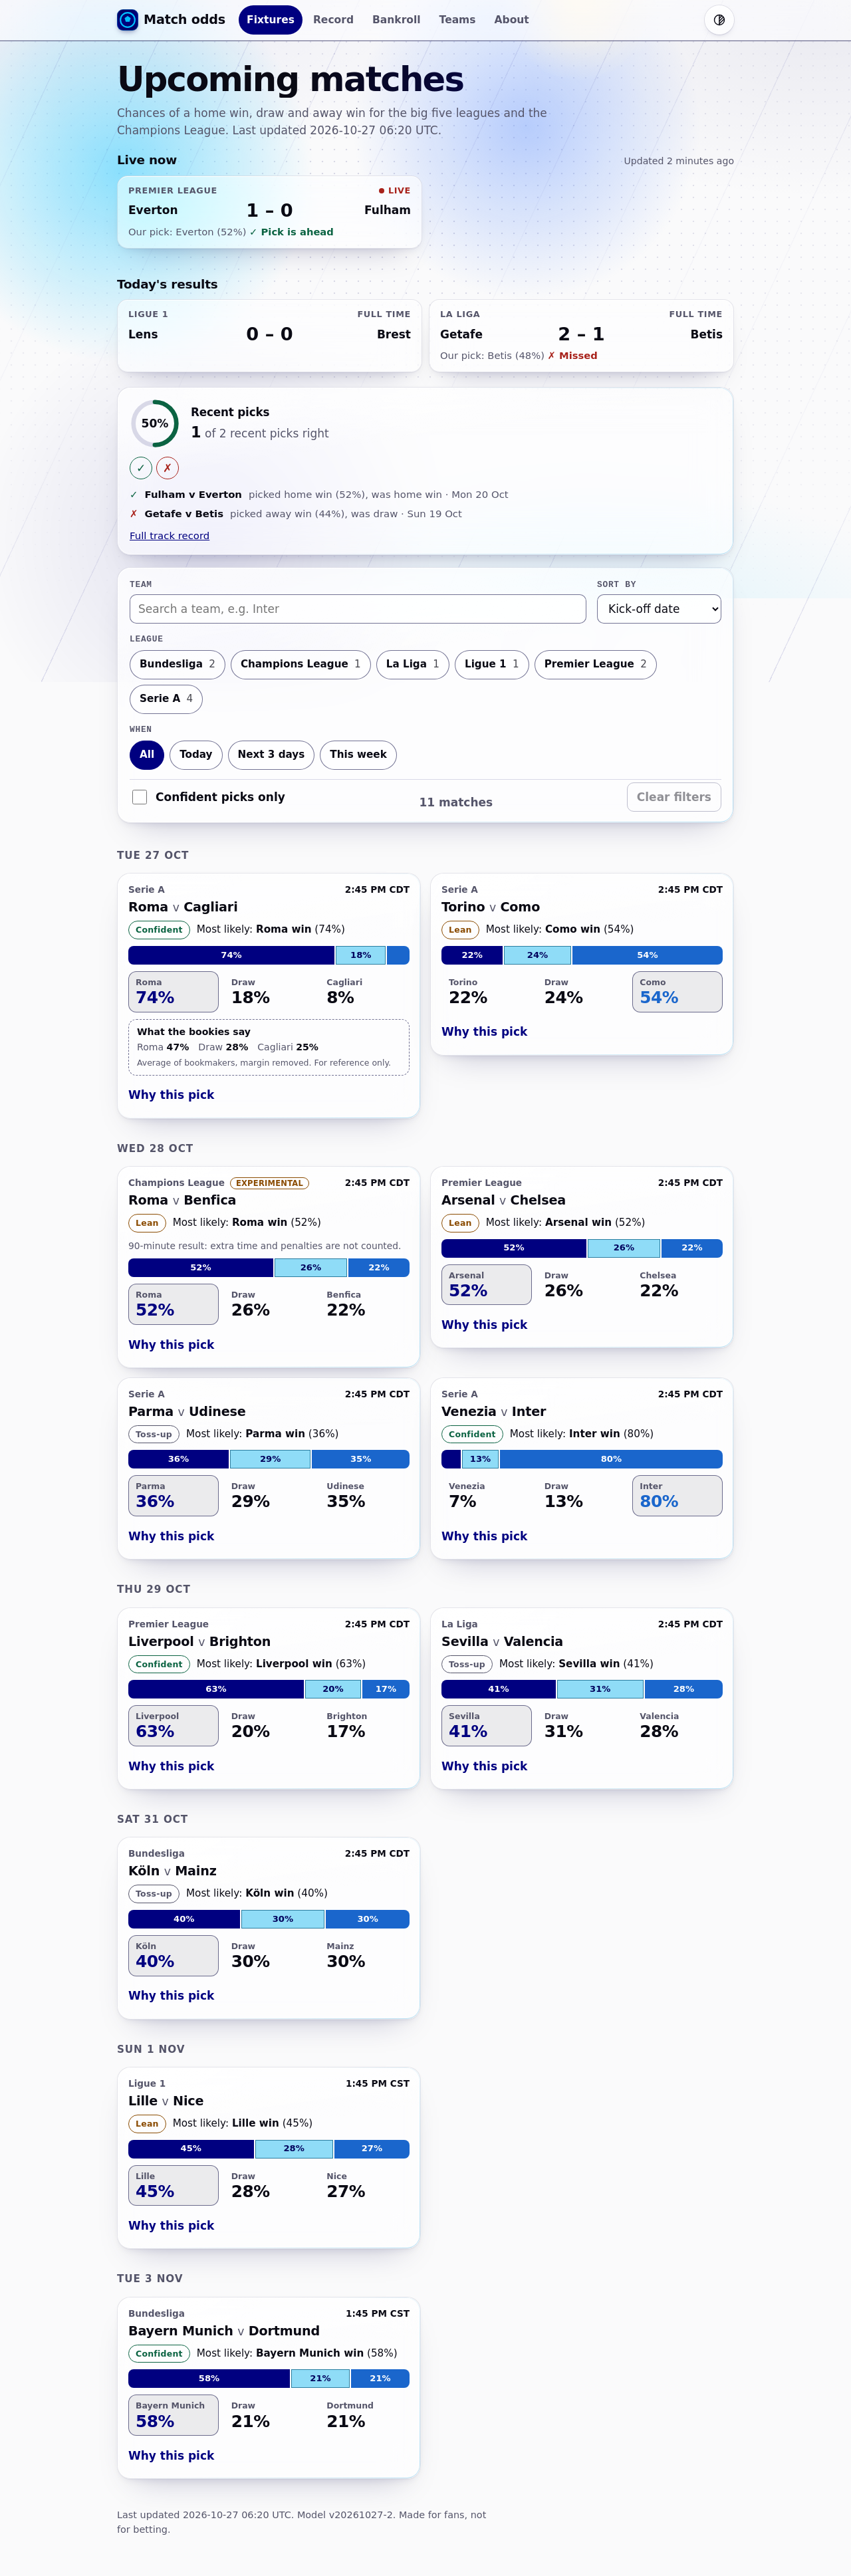 Match odds
Fixtures
Record
Bankroll
Teams
About
Upcoming matches
Chances of a home win, draw and away win for the big five leagues and the
Champions League. Last updated 2026-10-27 06:20 UTC.
Live now
Updated 2 minutes ago
PREMIER LEAGUE
LIVE
Everton
1 – 0
Fulham
Our pick: Everton (52%) ✓ Pick is ahead
Today's results
LIGUE 1
FULL TIME
Lens
0 – 0
Brest
LA LIGA
FULL TIME
Getafe
2 – 1
Betis
Our pick: Betis (48%) ✗ Missed
50%
Recent picks
1 of 2 recent picks right
✓
✗
✓ Fulham v Everton picked home win (52%), was home win · Mon 20 Oct
✗ Getafe v Betis picked away win (44%), was draw · Sun 19 Oct
Full track record
TEAM
Search a team, e.g. Inter
SORT BY
Kick-off date
LEAGUE
Bundesliga 2
Champions League 1
La Liga 1
Ligue 1 1
Premier League 2
Serie A 4
WHEN
All
Today
Next 3 days
This week
Confident picks only
11 matches
Clear filters
TUE 27 OCT
Serie A
2:45 PM CDT
Roma v Cagliari
Confident
Most likely: Roma win (74%)
74%
18%
Roma
74%
Draw
18%
Cagliari
8%
What the bookies say
Roma 47% Draw 28% Cagliari 25%
Average of bookmakers, margin removed. For reference only.
Why this pick
Serie A
2:45 PM CDT
Torino v Como
Lean
Most likely: Como win (54%)
22%
24%
54%
Torino
22%
Draw
24%
Como
54%
Why this pick
WED 28 OCT
Champions League
EXPERIMENTAL
2:45 PM CDT
Roma v Benfica
Lean
Most likely: Roma win (52%)
90-minute result: extra time and penalties are not counted.
52%
26%
22%
Roma
52%
Draw
26%
Benfica
22%
Why this pick
Premier League
2:45 PM CDT
Arsenal v Chelsea
Lean
Most likely: Arsenal win (52%)
52%
26%
22%
Arsenal
52%
Draw
26%
Chelsea
22%
Why this pick
Serie A
2:45 PM CDT
Parma v Udinese
Toss-up
Most likely: Parma win (36%)
36%
29%
35%
Parma
36%
Draw
29%
Udinese
35%
Why this pick
Serie A
2:45 PM CDT
Venezia v Inter
Confident
Most likely: Inter win (80%)
13%
80%
Venezia
7%
Draw
13%
Inter
80%
Why this pick
THU 29 OCT
Premier League
2:45 PM CDT
Liverpool v Brighton
Confident
Most likely: Liverpool win (63%)
63%
20%
17%
Liverpool
63%
Draw
20%
Brighton
17%
Why this pick
La Liga
2:45 PM CDT
Sevilla v Valencia
Toss-up
Most likely: Sevilla win (41%)
41%
31%
28%
Sevilla
41%
Draw
31%
Valencia
28%
Why this pick
SAT 31 OCT
Bundesliga
2:45 PM CDT
Köln v Mainz
Toss-up
Most likely: Köln win (40%)
40%
30%
30%
Köln
40%
Draw
30%
Mainz
30%
Why this pick
SUN 1 NOV
Ligue 1
1:45 PM CST
Lille v Nice
Lean
Most likely: Lille win (45%)
45%
28%
27%
Lille
45%
Draw
28%
Nice
27%
Why this pick
TUE 3 NOV
Bundesliga
1:45 PM CST
Bayern Munich v Dortmund
Confident
Most likely: Bayern Munich win (58%)
58%
21%
21%
Bayern Munich
58%
Draw
21%
Dortmund
21%
Why this pick
Last updated 2026-10-27 06:20 UTC. Model v20261027-2. Made for fans, not
for betting.